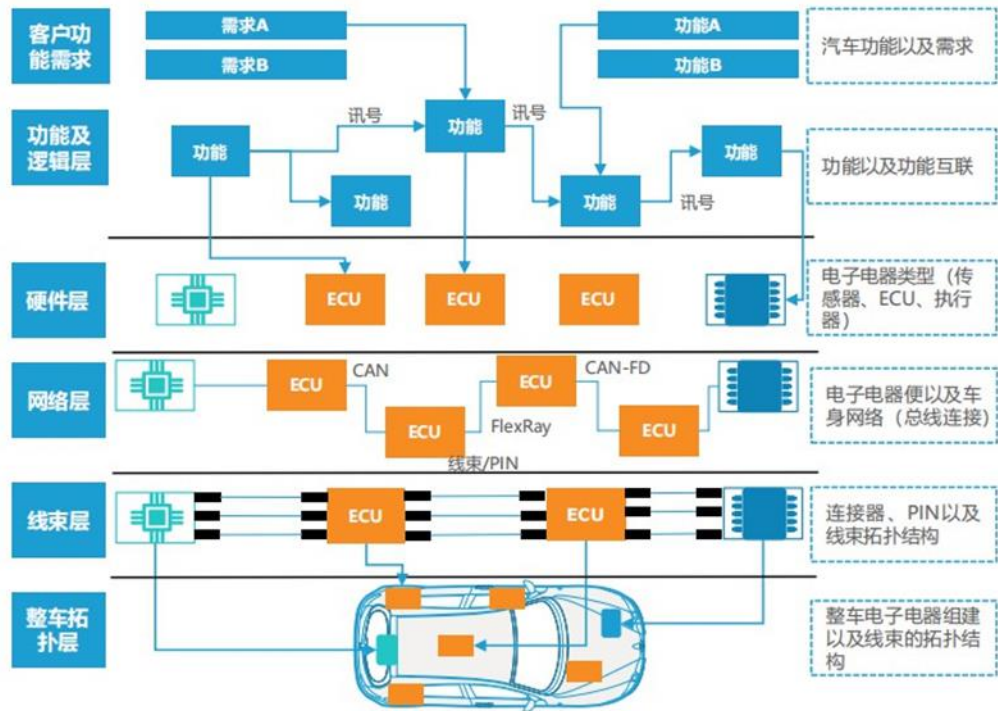 客户功
能需求
需求A
需求B
功能A
功能B
汽车功能以及需求
功能及
逻辑层
功能
讯号
功能
讯号
功能
功能
讯号
功能
功能以及功能互联
硬件层
ECU
ECU
ECU
电子电器类型（传
感器、ECU、执行
器）
网络层
ECU
CAN
ECU
FlexRay
ECU
CAN-FD
ECU
电子电器便以及车
身网络（总线连接）
线束/PIN
线束层
ECU
ECU
连接器、PIN以及
线束拓扑结构
整车拓
扑层
整车电子电器组建
以及线束的拓扑结
构